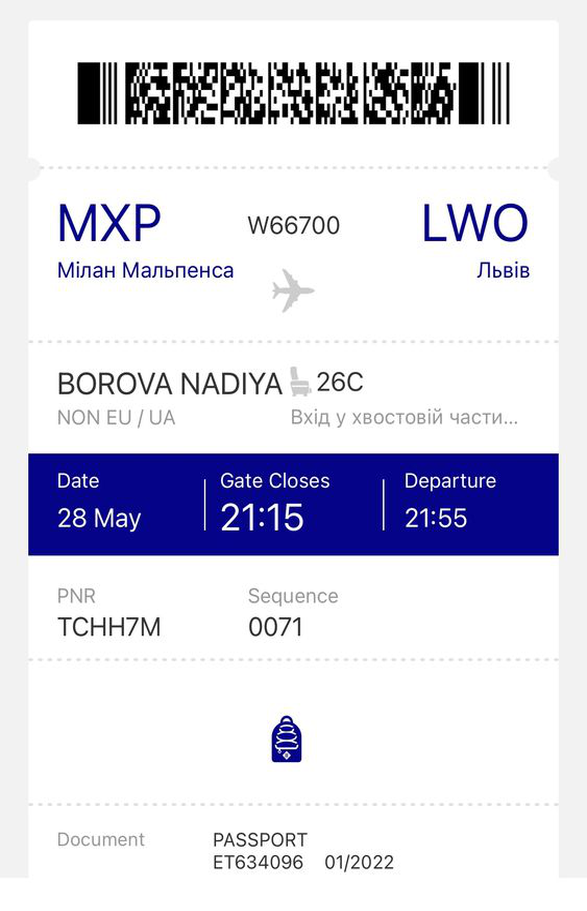 MXP W66700 LWO
Мілан Мальпенса Львів
BOROVA NADIYA 26C
NON EU / UA Вхід у хвостовій части...
Date Gate Closes Departure
28 May 21:15 21:55
PNR Sequence
TCHH7M 0071
Document PASSPORT
ET634096 01/2022